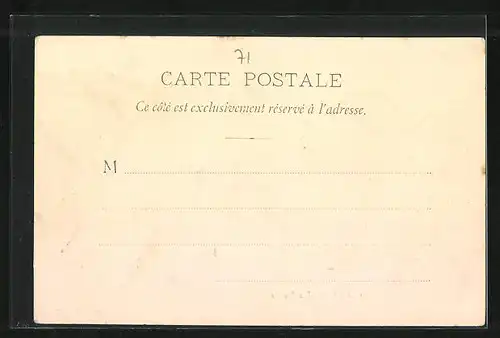 71
CARTE POSTALE
Ce côté est exclusivement réservé à l'adresse.
M